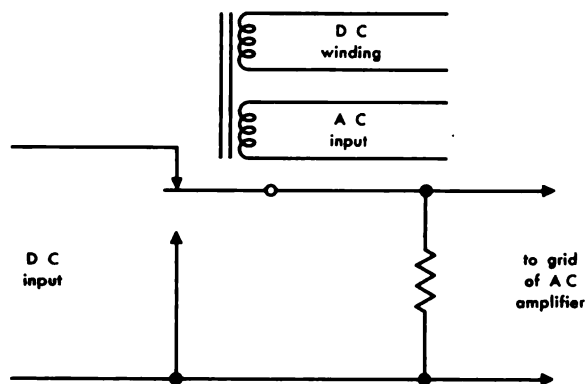 D C
winding
A C
input
D C
input
to grid
of A C
amplifier